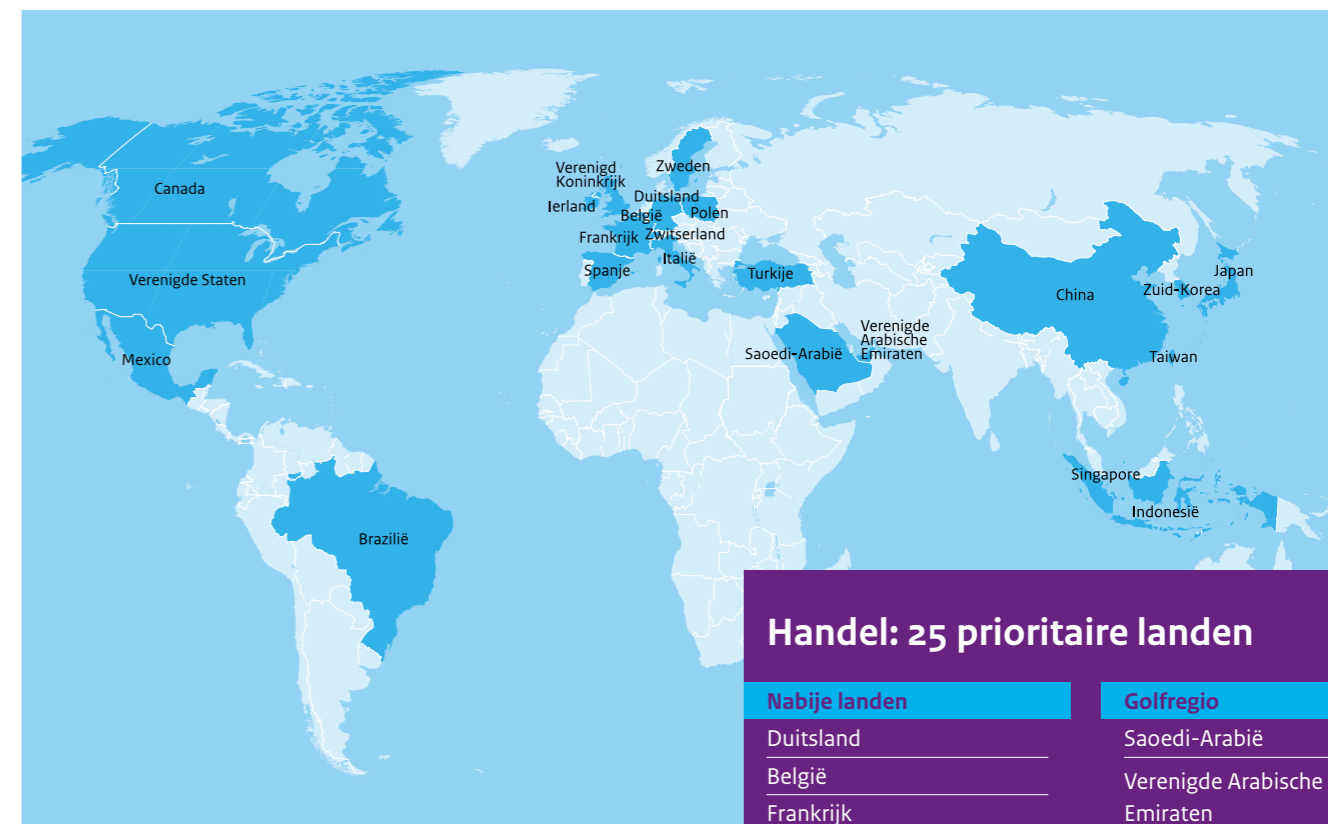 Canada
Verenigde Staten
Mexico
Brazilië
Verenigd
Koninkrijk
Ierland
Zweden
Duitsland
België
Polen
Frankrijk
Zwitserland
Italië
Spanje
Turkije
Saoedi-Arabië
Verenigde
Arabische
Emiraten
China
Zuid-Korea
Japan
Taiwan
Singapore
Indonesië
Handel: 25 prioritaire landen
Nabije landen
Duitsland
België
Frankrijk
Golfregio
Saoedi-Arabië
Verenigde Arabische
Emiraten